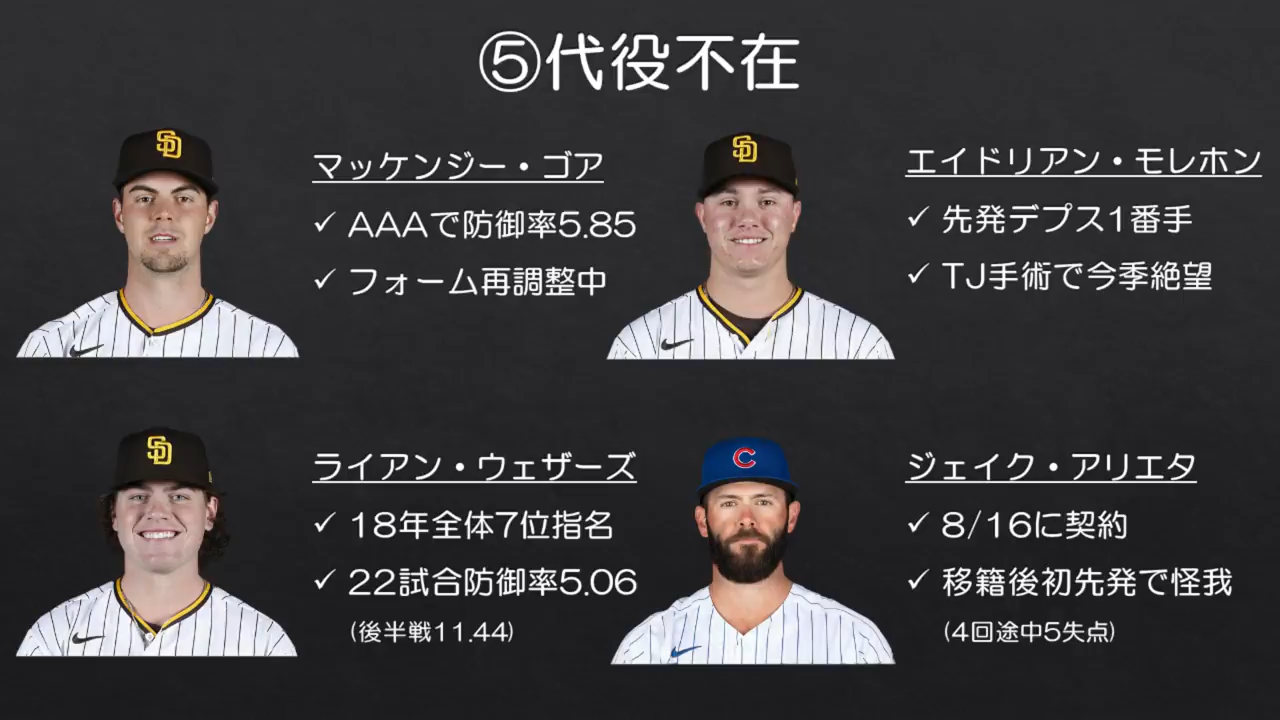 ⑤代役不在
マッケンジー・ゴア
✓ AAAで防御率5.85
✓ フォーム再調整中
エイドリアン・モレホン
✓ 先発デプス1番手
✓ TJ手術で今季絶望
ライアン・ウェザーズ
✓ 18年全体7位指名
✓ 22試合防御率5.06
(後半戦11.44)
ジェイク・アリエタ
✓ 8/16に契約
✓ 移籍後初先発で怪我
(4回途中5失点)
SD
SD
SD
C